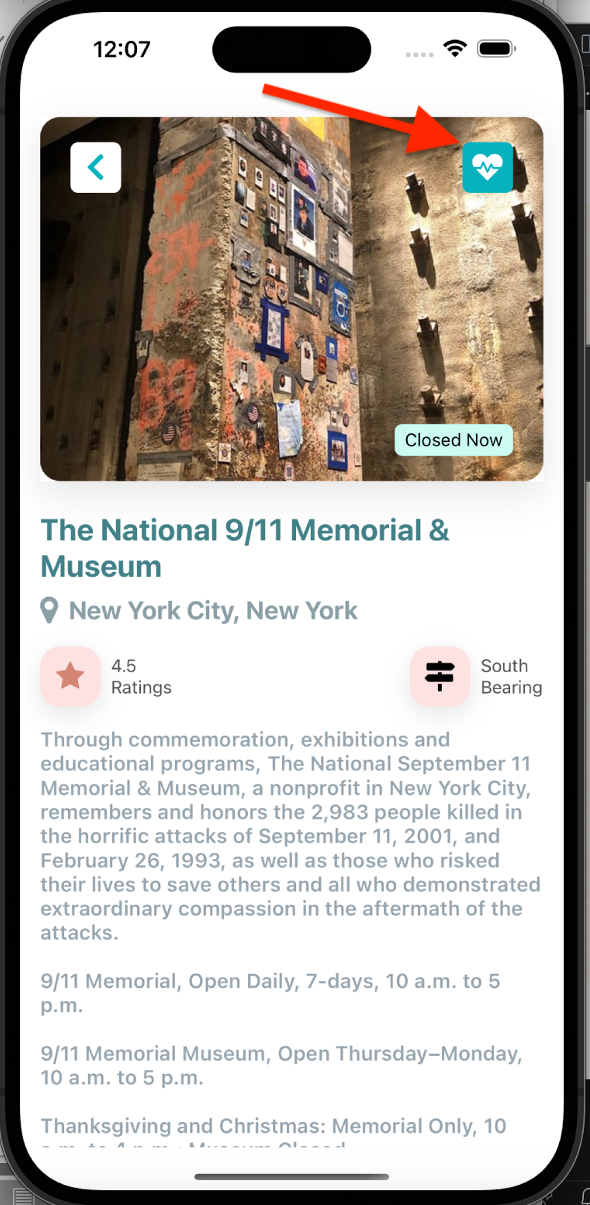 12:07
Closed Now
The National 9/11 Memorial &
Museum
New York City, New York
4.5
Ratings
South
Bearing
Through commemoration, exhibitions and
educational programs, The National September 11
Memorial & Museum, a nonprofit in New York City,
remembers and honors the 2,983 people killed in
the horrific attacks of September 11, 2001, and
February 26, 1993, as well as those who risked
their lives to save others and all who demonstrated
extraordinary compassion in the aftermath of the
attacks.
9/11 Memorial, Open Daily, 7-days, 10 a.m. to 5
p.m.
9/11 Memorial Museum, Open Thursday–Monday,
10 a.m. to 5 p.m.
Thanksgiving and Christmas: Memorial Only, 10